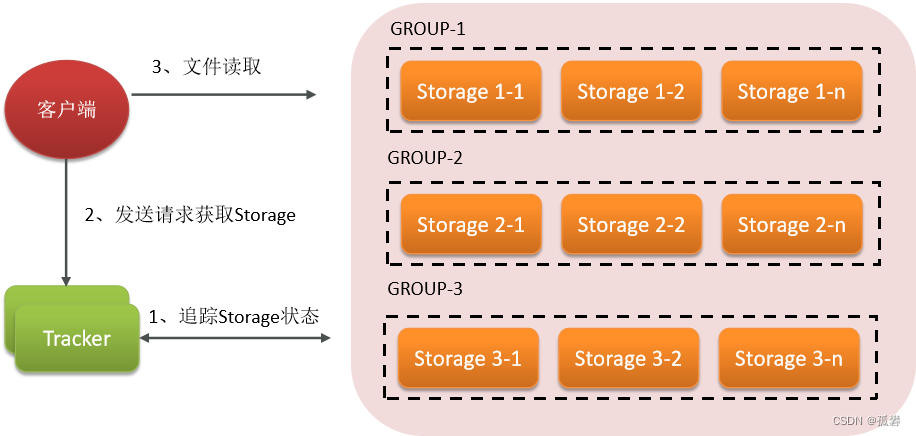 GROUP-1
3、文件读取
客户端
Storage 1-1
Storage 1-2
Storage 1-n
GROUP-2
2、发送请求获取Storage
Storage 2-1
Storage 2-2
Storage 2-n
GROUP-3
1、追踪Storage状态
Tracker
Storage 3-1
Storage 3-2
Storage 3-n
CSDN @孤礐